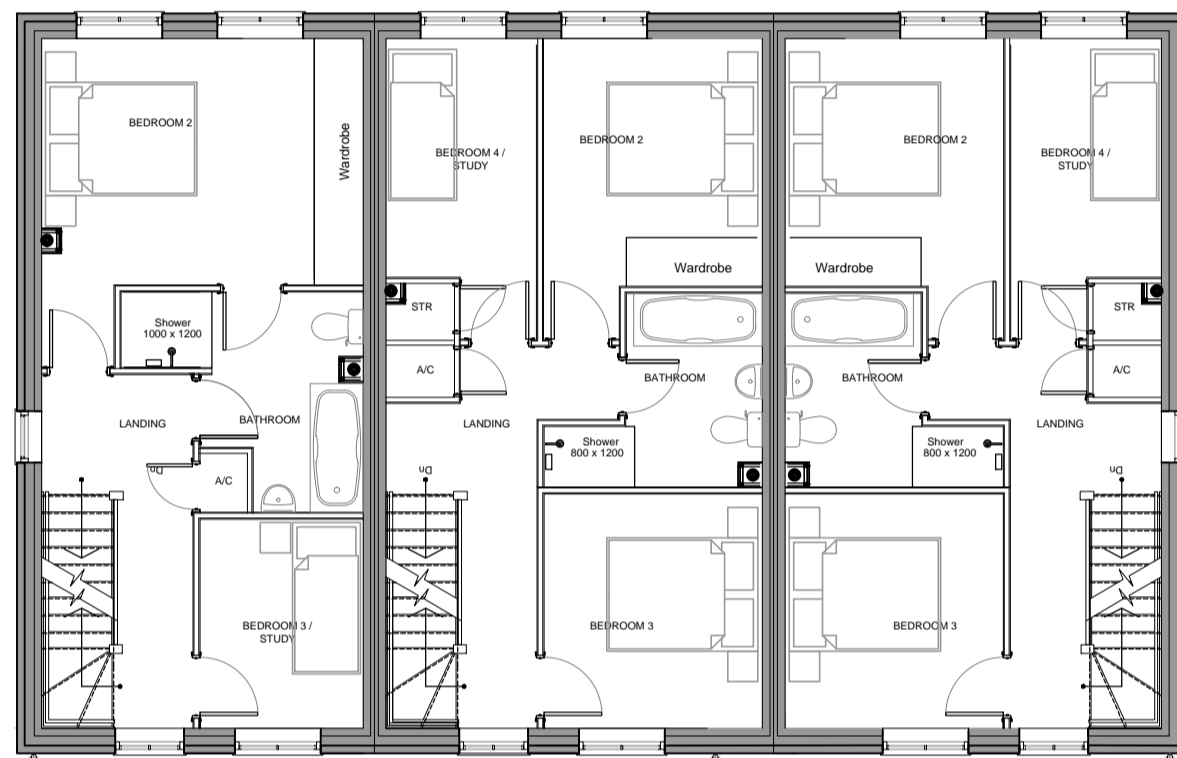 BEDROOM 2
Wardrobe
Shower
1000 x 1200
LANDING
BATHROOM
Dn
A/C
BEDROOM 3 /
STUDY
BEDROOM 4 /
STUDY
BEDROOM 2
Wardrobe
STR
A/C
BATHROOM
LANDING
Shower
800 x 1200
Dn
BEDROOM 3
BEDROOM 2
BEDROOM 4 /
STUDY
Wardrobe
STR
A/C
BATHROOM
LANDING
Shower
800 x 1200
Dn
BEDROOM 3